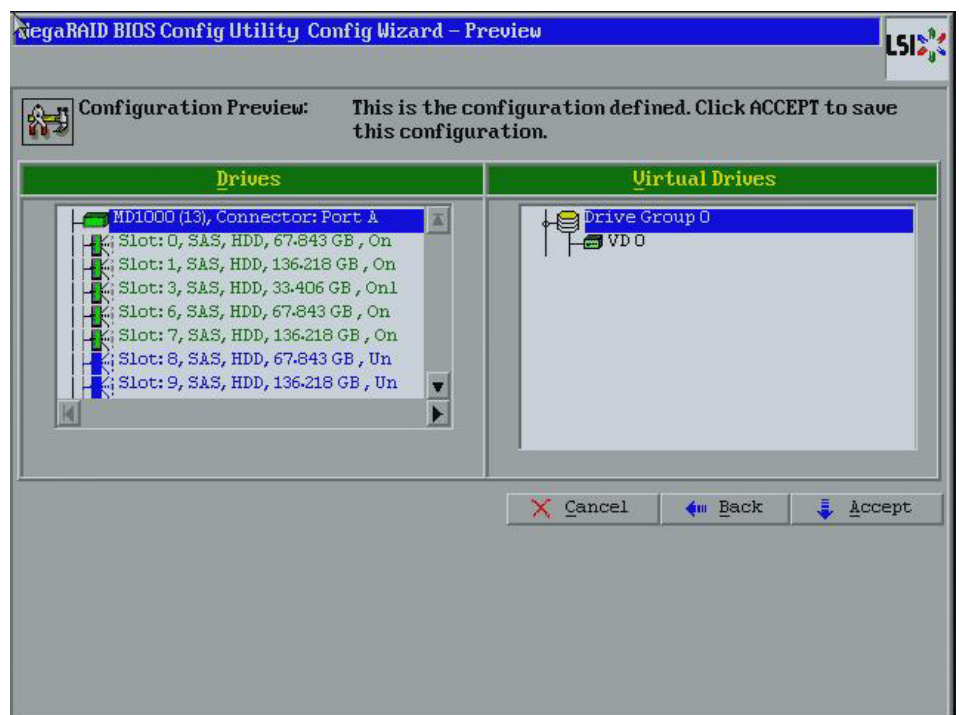 MegaRAID BIOS Config Utility Config Wizard – Preview
LSI
Configuration Preview: This is the configuration defined. Click ACCEPT to save
this configuration.
Drives
MD1000 (13), Connector: Port A
Slot: 0, SAS, HDD, 67.843 GB , On
Slot: 1, SAS, HDD, 136.218 GB , On
Slot: 3, SAS, HDD, 33.406 GB , Onl
Slot: 6, SAS, HDD, 67.843 GB , On
Slot: 7, SAS, HDD, 136.218 GB , On
Slot: 8, SAS, HDD, 67.843 GB , Un
Slot: 9, SAS, HDD, 136.218 GB , Un
Virtual Drives
Drive Group 0
VD 0
Cancel
Back
Accept